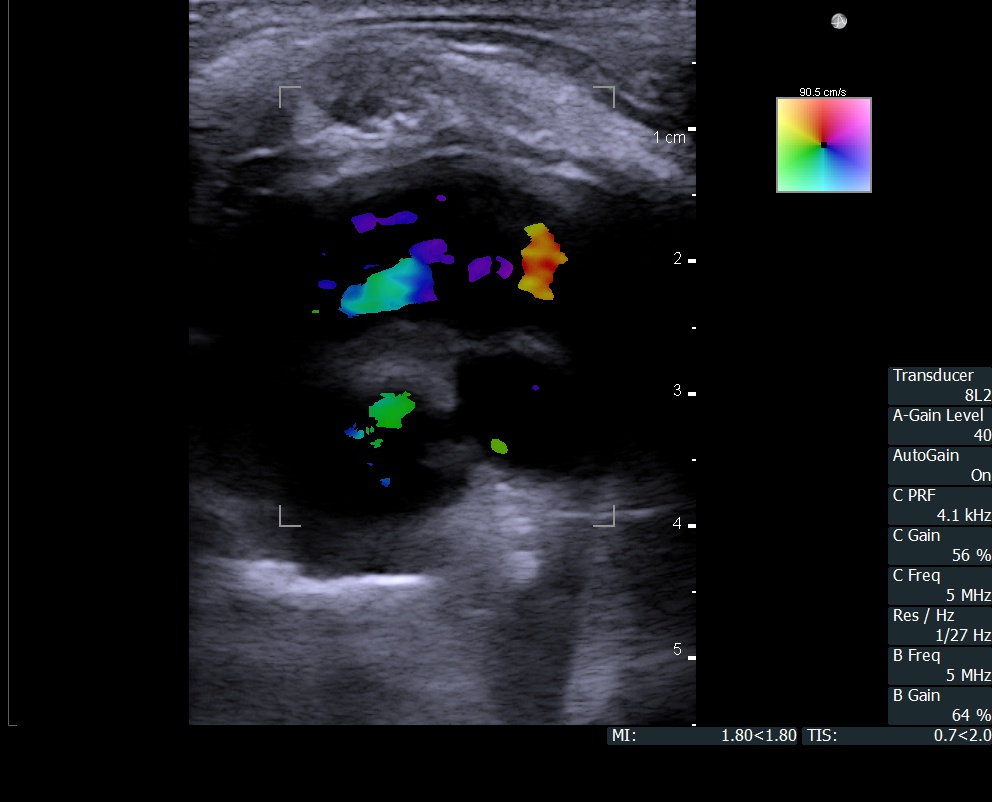 90.5 cm/s
1 cm
2
3
4
5
Transducer
8L2
A-Gain Level
40
AutoGain
On
C PRF
4.1 kHz
C Gain
56 %
C Freq
5 MHz
Res / Hz
1/27 Hz
B Freq
5 MHz
B Gain
64 %
MI: 1.80<1.80 TIS: 0.7<2.0